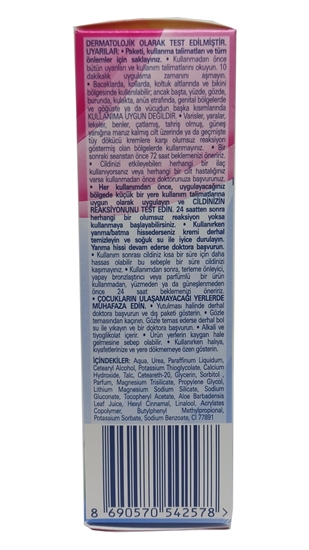 DERMATOLOJİK OLARAK TEST EDİLMİŞTİR.
UYARILAR: • Paketi, kullanma talimatları ve tüm
önlemler için saklayınız. • Kullanmadan önce
bütün uyarıları ve kullanım talimatlarını okuyun. 10
dakikalık uygulama zamanını aşmayın.
• Bacaklarda, kollarda, koltuk altlarında ve bikini
bölgesinde kullanılabilir; ancak başta, yüzde, gözde,
burunda, kulakta, anüs etrafında, genital bölgelerde
ve göğüste ya da vücudun başka kısımlarında
KULLANIMA UYGUN DEĞİLDİR. • Varisler, yaralar,
lekeler, benler, çatlamış, tahriş olmuş, güneş
yanığına maruz kalmış cilt üzerinde ya da geçmişte
tüy dökücü kremlere karşı olumsuz reaksiyon
göstermiş olan bölgelerde kullanmayınız. • Bir
sonraki seanstan önce 72 saat beklemenizi öneririz.
• Cildinizi etkileyebilen herhangi bir ilaç
kullanıyorsanız veya herhangi bir cilt hastalığınız
varsa kullanmadan önce doktorunuza başvurunuz.
• Her kullanımdan önce, uygulayacağınız
bölgede küçük bir yere kullanım talimatlarına
uygun olarak uygulayın ve CİLDİNİZİN
REAKSİYONUNU TEST EDİN. 24 saatten sonra
herhangi bir olumsuz reaksiyon yoksa
kullanmaya başlayabilirsiniz. • Kullanırken
yanma/batma hissederseniz kremi derhal
temizleyin ve soğuk su ile iyice durulayın.
Yanma hissi devam ederse doktora başvurun.
• Kullanım sonrası cildiniz kısa bir süre için daha
hassas olabilir bu sebeple bir süre cildinizi
kaşımayınız. • Kullanımdan sonra, terleme önleyici,
yapay bronzlaştırıcı veya parfümlü bir ürün
kullanmadan, yüzmeden ya da güneşlenmeden
önce 24 saat beklemenizi öneririz.
• ÇOCUKLARIN ULAŞAMAYACAĞI YERLERDE
MUHAFAZA EDİN. • Yutulması halinde derhal
doktora başvurun ve dış paketi gösterin. • Gözle
temasından kaçının. Gözle temas ederse derhal bol
su ile yıkayın ve bir doktora başvurun. • Alkali ve
tiyoglikolat içerir. • Ürün yerlerin kaygan hale
gelmesine sebep olabilir. • Kullanırken halıya,
kıyafetlerinize ve yere dökmemeye özen gösterin.
İÇİNDEKİLER: Aqua, Urea, Paraffinum Liquidum,
Cetearyl Alcohol, Potassium Thioglycolate, Calcium
Hydroxide, Talc, Ceteareth-20, Glycerin, Sorbitol,
Parfum, Magnesium Trisilicate, Propylene Glycol,
Lithium Magnesium Sodium Silicate, Sodium
Gluconate, Tocopheryl Acetate, Aloe Barbadensis
Leaf Juice, Hexyl Cinnamal, Linalool, Acrylates
Copolymer, Butylphenyl Methylpropional,
Potassium Sorbate, Sodium Acetate, CI 77891
8 690570 542578 >